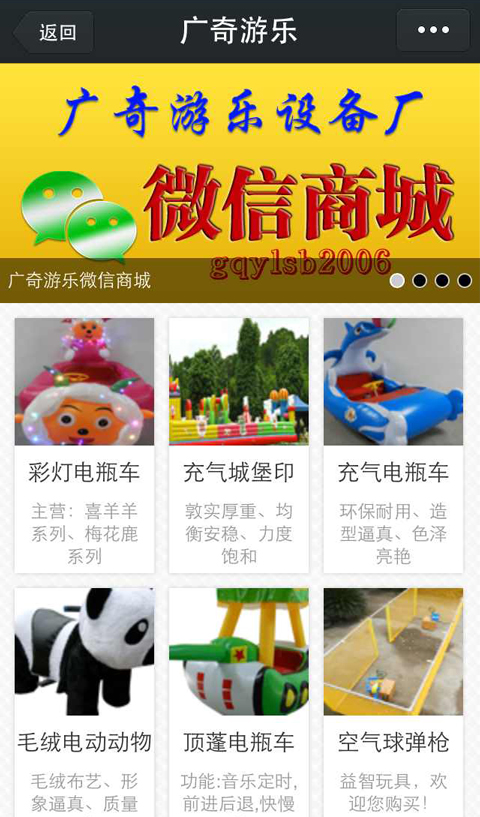 返回
广奇游乐
广奇游乐设备厂
微信商城
gqylsb2006
广奇游乐微信商城
彩灯电瓶车
主营：喜羊羊
系列、梅花鹿
系列
充气城堡印
敦实厚重、均
衡安稳、力度
饱和
充气电瓶车
环保耐用、造
型逼真、色泽
亮艳
毛绒电动动物
毛绒布艺、形
象逼真、质量
顶蓬电瓶车
功能:音乐定时,
前进后退,快慢
空气球弹枪
益智玩具，欢
迎您购买！